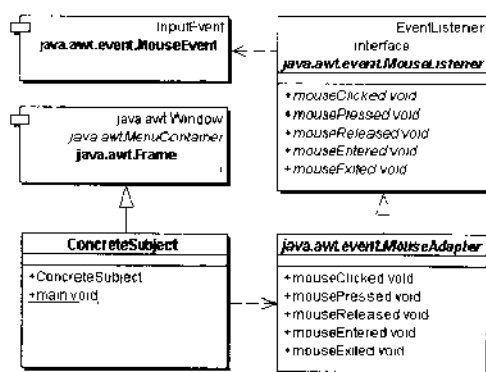 InputEvent
java.awt.event.MouseEvent
EventListener
interface
java.awt.event.MouseListener
+mouseClicked void
+mousePressed void
+mouseReleased void
+mouseEntered void
+mouseExited void
java awt Window
java awt.MenuContainer
java.awt.Frame
ConcreteSubject
+ConcreteSubject
+main void
java.awt.event.MouseAdapter
+mouseClicked void
+mousePressed void
+mouseReleased void
+mouseEntered void
+mouseExited void